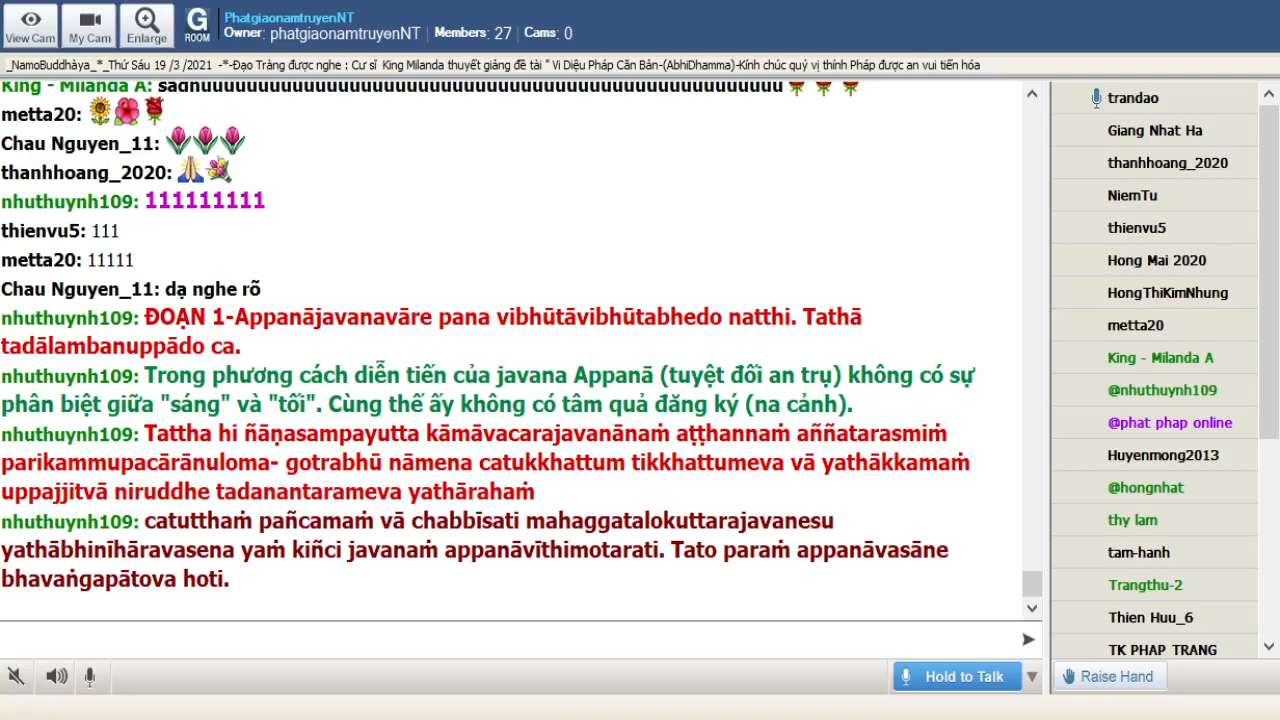 View Cam
My Cam
Enlarge
G
ROOM
PhatgiaonamtruyenNT
Owner: phatgiaonamtruyenNT | Members: 27 | Cams: 0
_NamoBuddhàya_*_Thứ Sáu 19 /3 /2021 -*-Đạo Tràng được nghe : Cư sĩ King Milanda thuyết giảng đề tài " Vi Diệu Pháp Căn Bản-(AbhiDhamma)-Kính chúc quý vị thính Pháp được an vui tiến hóa
metta20:
Chau Nguyen_11:
thanhhoang_2020:
nhuthuynh109: 111111111
thienvu5: 111
metta20: 11111
Chau Nguyen_11: dạ nghe rõ
nhuthuynh109: ĐOẠN 1-Appanājavanavāre pana vibhūtāvibhūtabhedo natthi. Tathā
tadālambanuppādo ca.
nhuthuynh109: Trong phương cách diễn tiến của javana Appanā (tuyệt đối an trụ) không có sự
phân biệt giữa "sáng" và "tối". Cùng thế ấy không có tâm quả đăng ký (na cảnh).
nhuthuynh109: Tattha hi ñāṇasampayutta kāmāvacarajavanānaṁ aṭṭhannaṁ aññatarasmiṁ
parikammupacārānuloma- gotrabhū nāmena catukkhattum tikkhattumeva vā yathākkamaṁ
uppajjitvā niruddhe tadanantarameva yathārahaṁ
nhuthuynh109: catutthaṁ pañcamaṁ vā chabbīsati mahaggatalokuttarajavanesu
yathābhinīhāravasena yaṁ kiñci javanaṁ appanāvīthimotarati. Tato paraṁ appanāvasāne
bhavaṅgapātova hoti.
trandao
Giang Nhat Ha
thanhhoang_2020
NiemTu
thienvu5
Hong Mai 2020
HongThiKimNhung
metta20
King - Milanda A
@nhuthuynh109
@phat phap online
Huyenmong2013
@hongnhat
thy lam
tam-hanh
Trangthu-2
Thien Huu_6
TK PHAP TRANG
Hold to Talk
Raise Hand